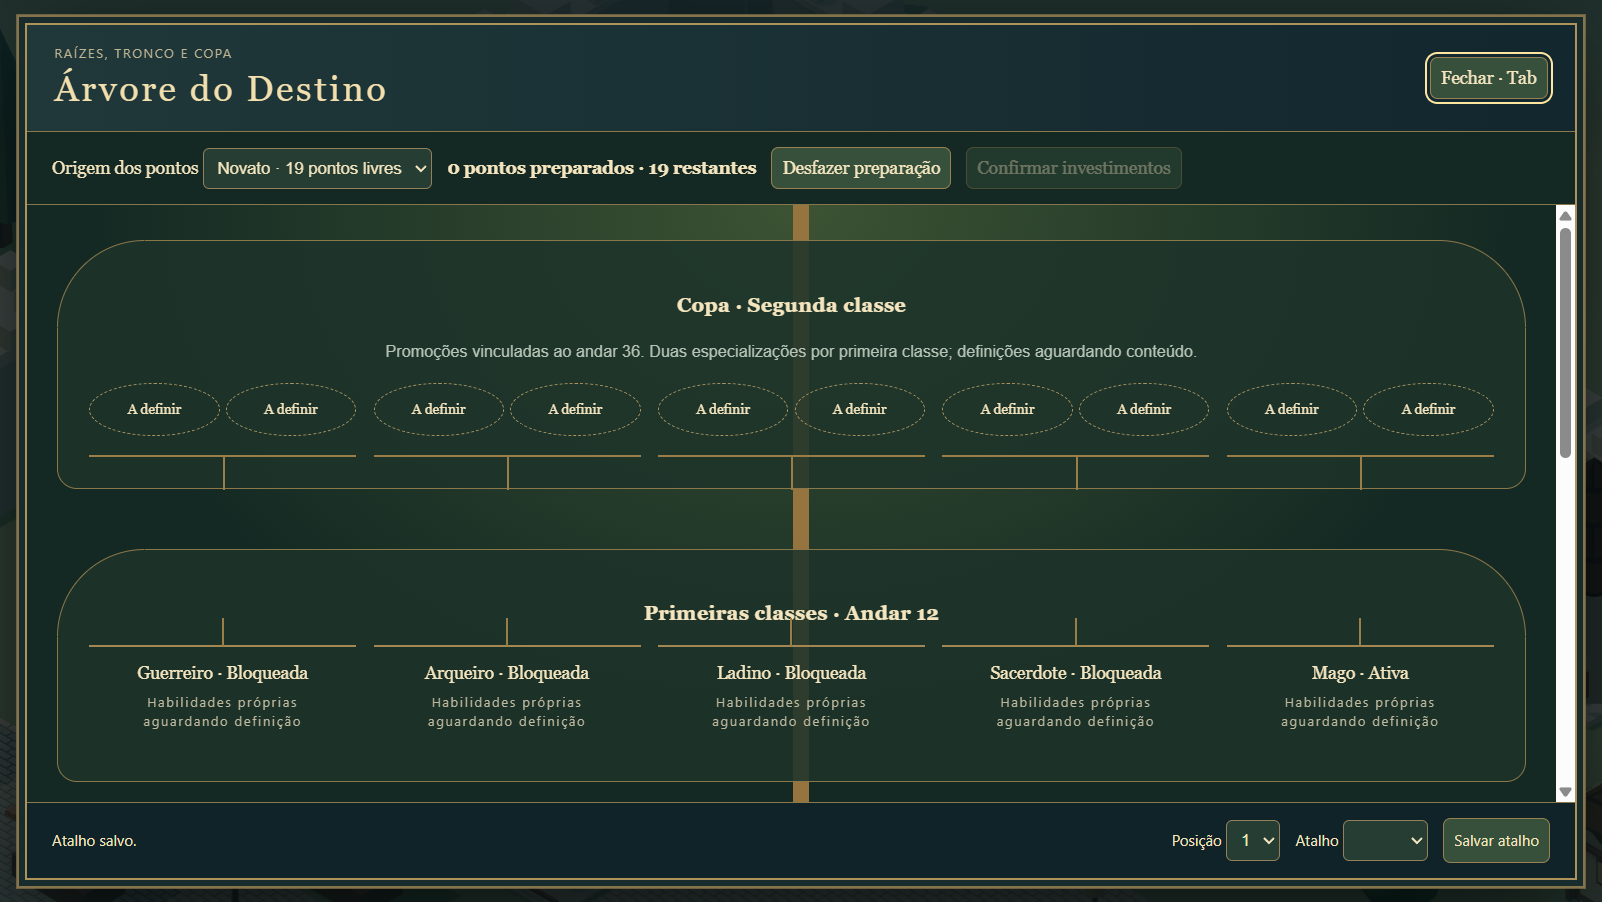 RAÍZES, TRONCO E COPA
Árvore do Destino
Fechar · Tab
Origem dos pontos
Novato · 19 pontos livres
0 pontos preparados · 19 restantes
Desfazer preparação
Confirmar investimentos
Copa · Segunda classe
Promoções vinculadas ao andar 36. Duas especializações por primeira classe; definições aguardando conteúdo.
A definir
A definir
A definir
A definir
A definir
A definir
A definir
A definir
A definir
A definir
Primeiras classes · Andar 12
Guerreiro · Bloqueada
Habilidades próprias
aguardando definição
Arqueiro · Bloqueada
Habilidades próprias
aguardando definição
Ladino · Bloqueada
Habilidades próprias
aguardando definição
Sacerdote · Bloqueada
Habilidades próprias
aguardando definição
Mago · Ativa
Habilidades próprias
aguardando definição
Atalho salvo.
Posição
1
Atalho
Salvar atalho